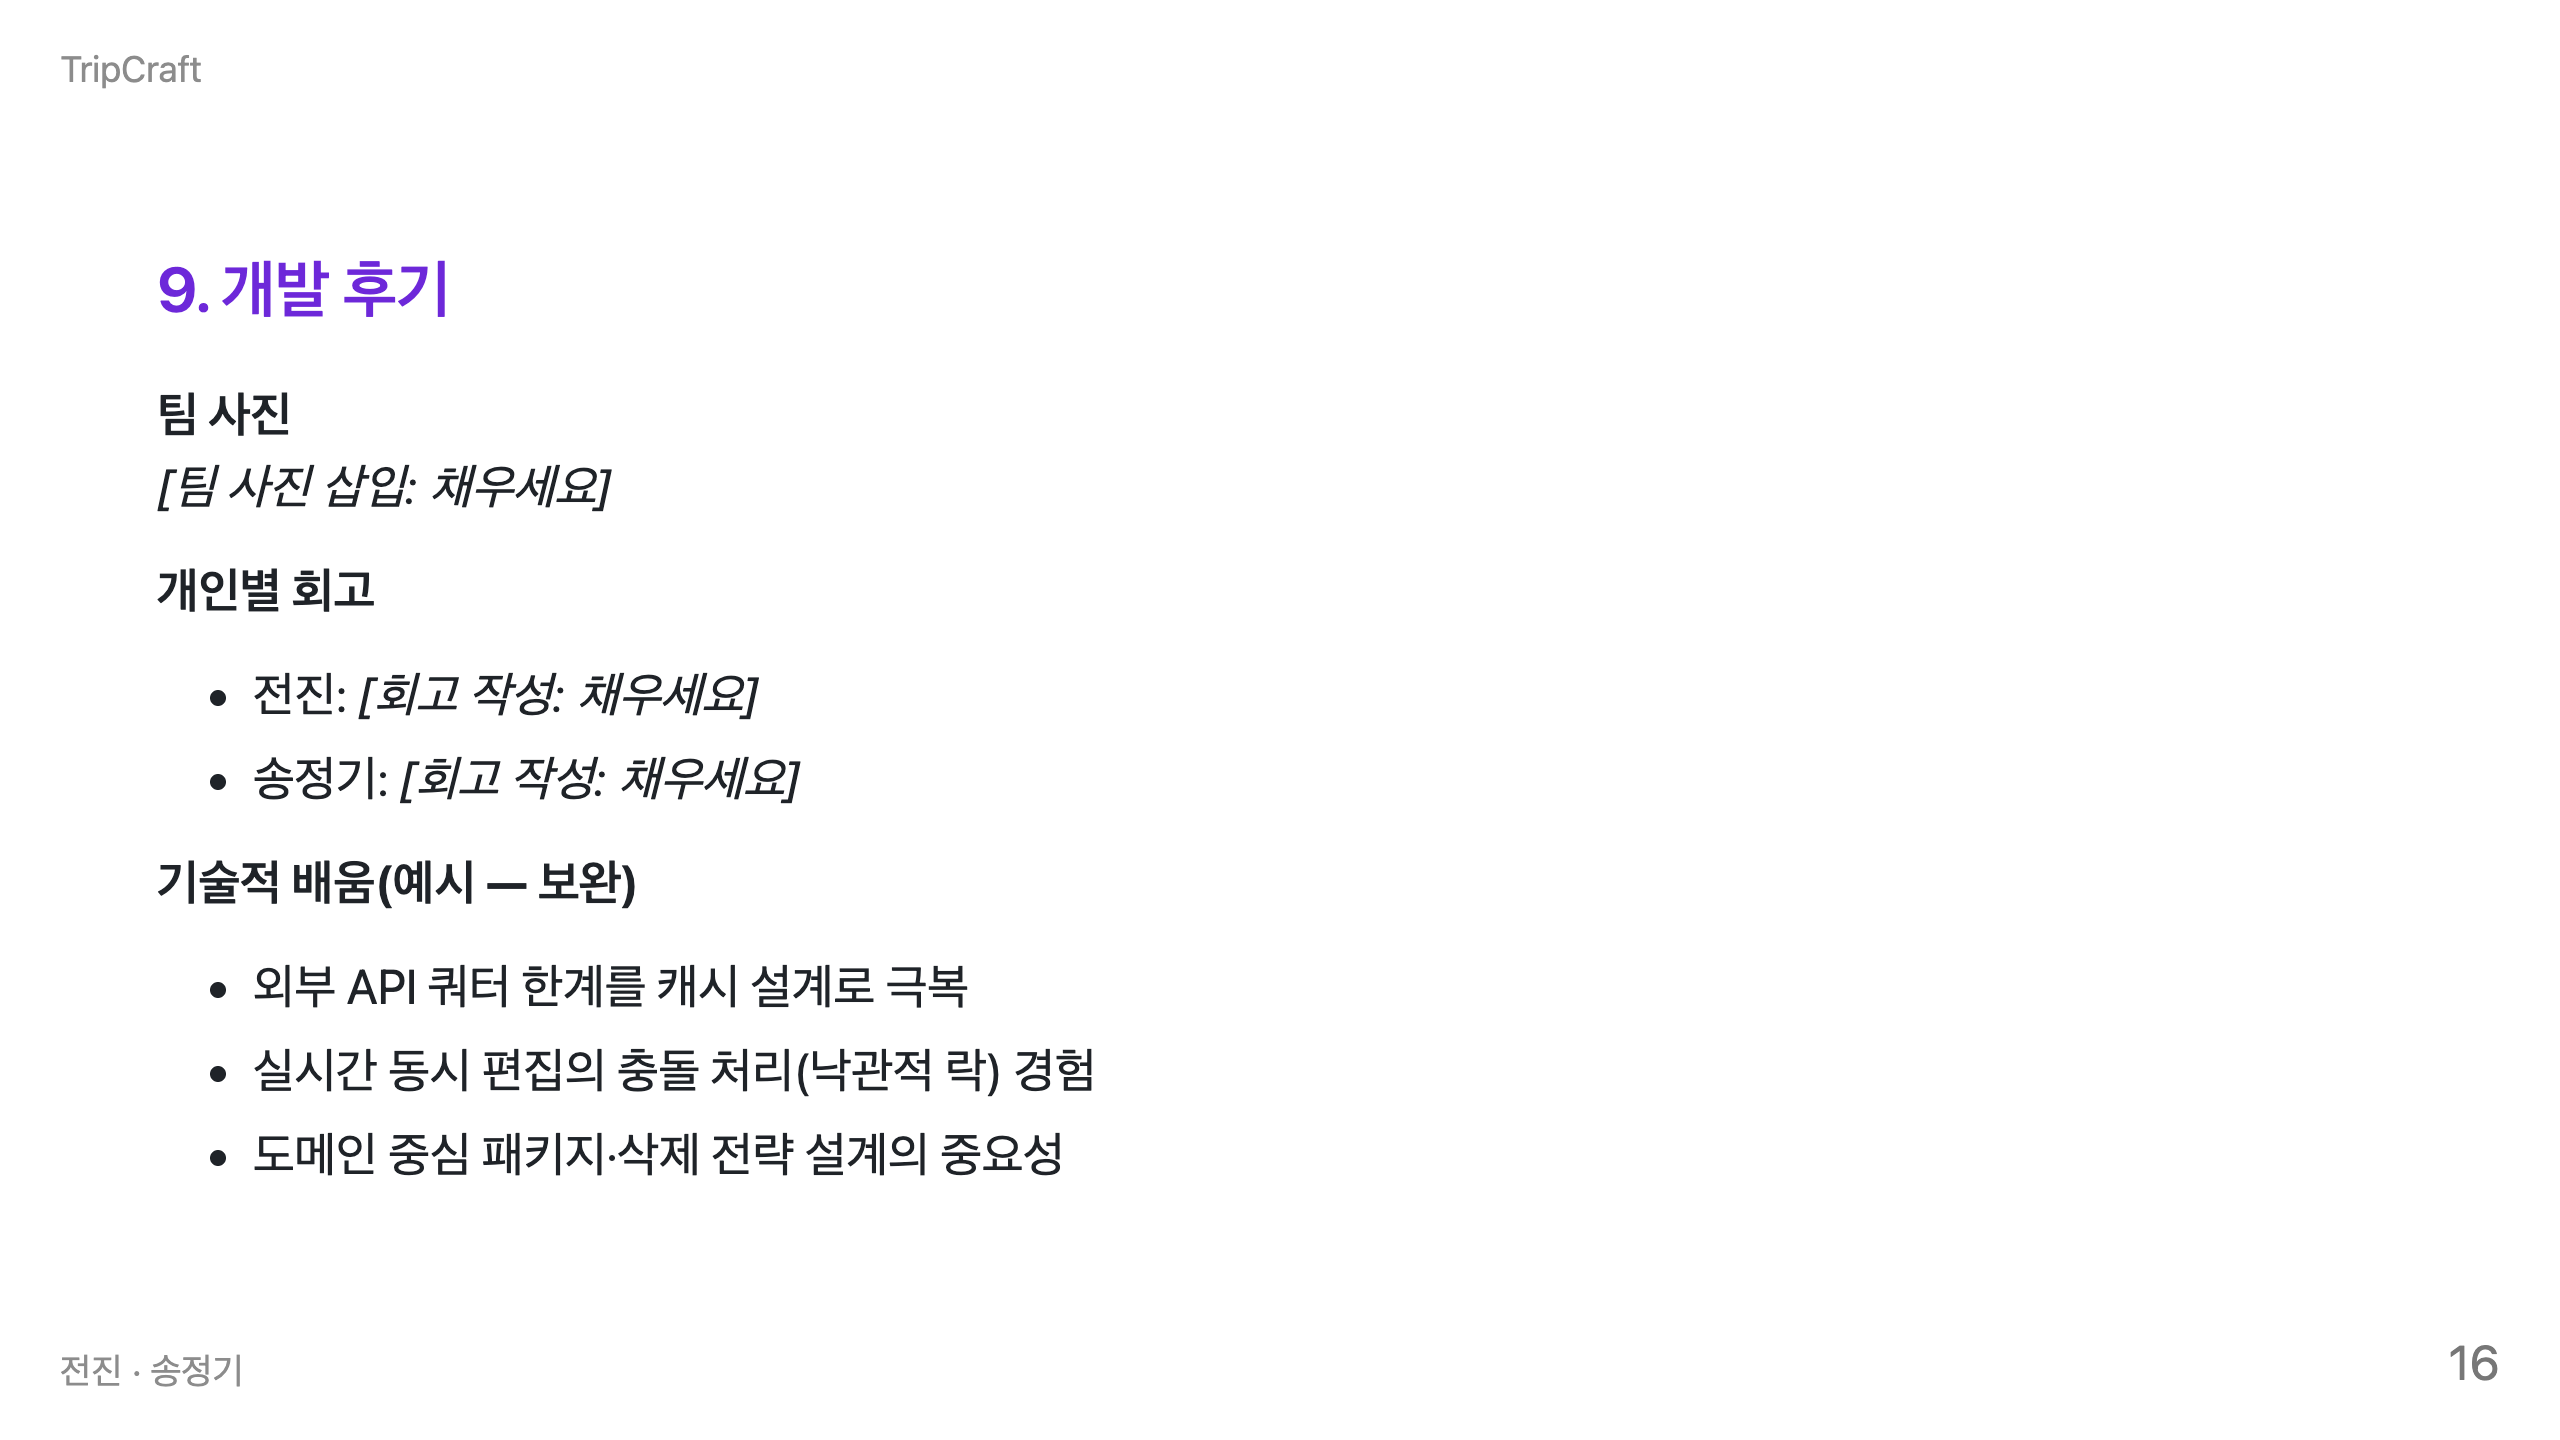 TripCraft
9. 개발 후기
팀 사진
[팀 사진 삽입: 채우세요]
개인별 회고
• 전진: [회고 작성: 채우세요]
• 송정기: [회고 작성: 채우세요]
기술적 배움(예시 — 보완)
• 외부 API 쿼터 한계를 캐시 설계로 극복
• 실시간 동시 편집의 충돌 처리(낙관적 락) 경험
• 도메인 중심 패키지·삭제 전략 설계의 중요성
전진 · 송정기
16